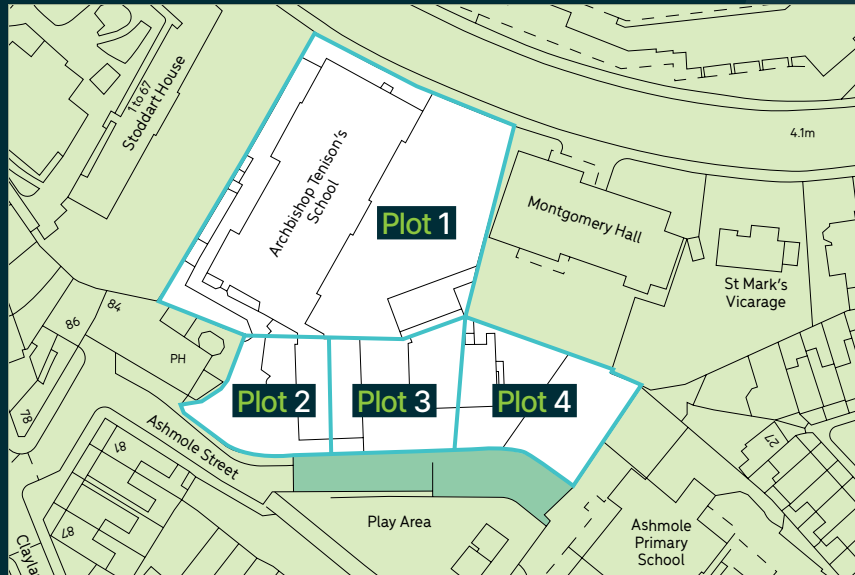 1 to 67
Stoddart House
Archbishop Tenison's
School
Plot 1
4.1m
Montgomery Hall
St Mark's
Vicarage
84
86
PH
78
Plot 2
Plot 3
Plot 4
Ashmole Street
87
27
87
Play Area
Ashmole
Primary
School
Clayla